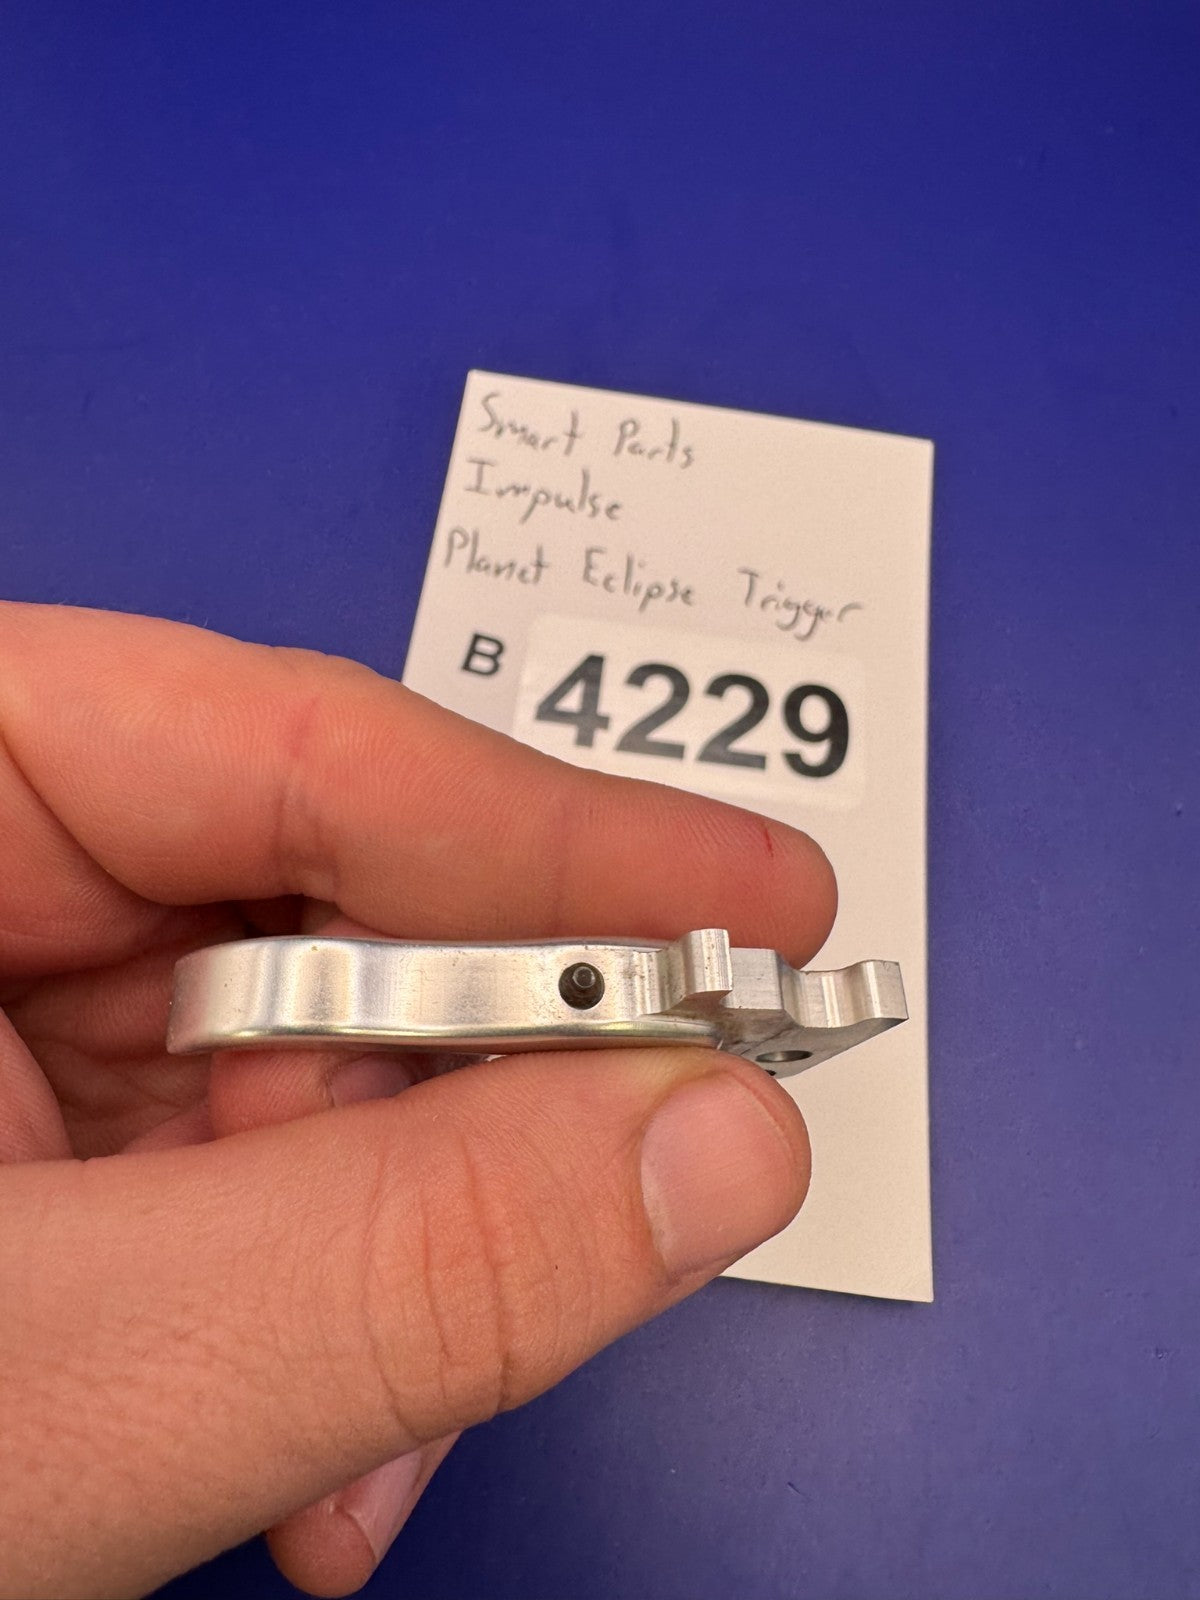 Smart Parts
Impulse
Planet Eclipse Trigger
B 4229